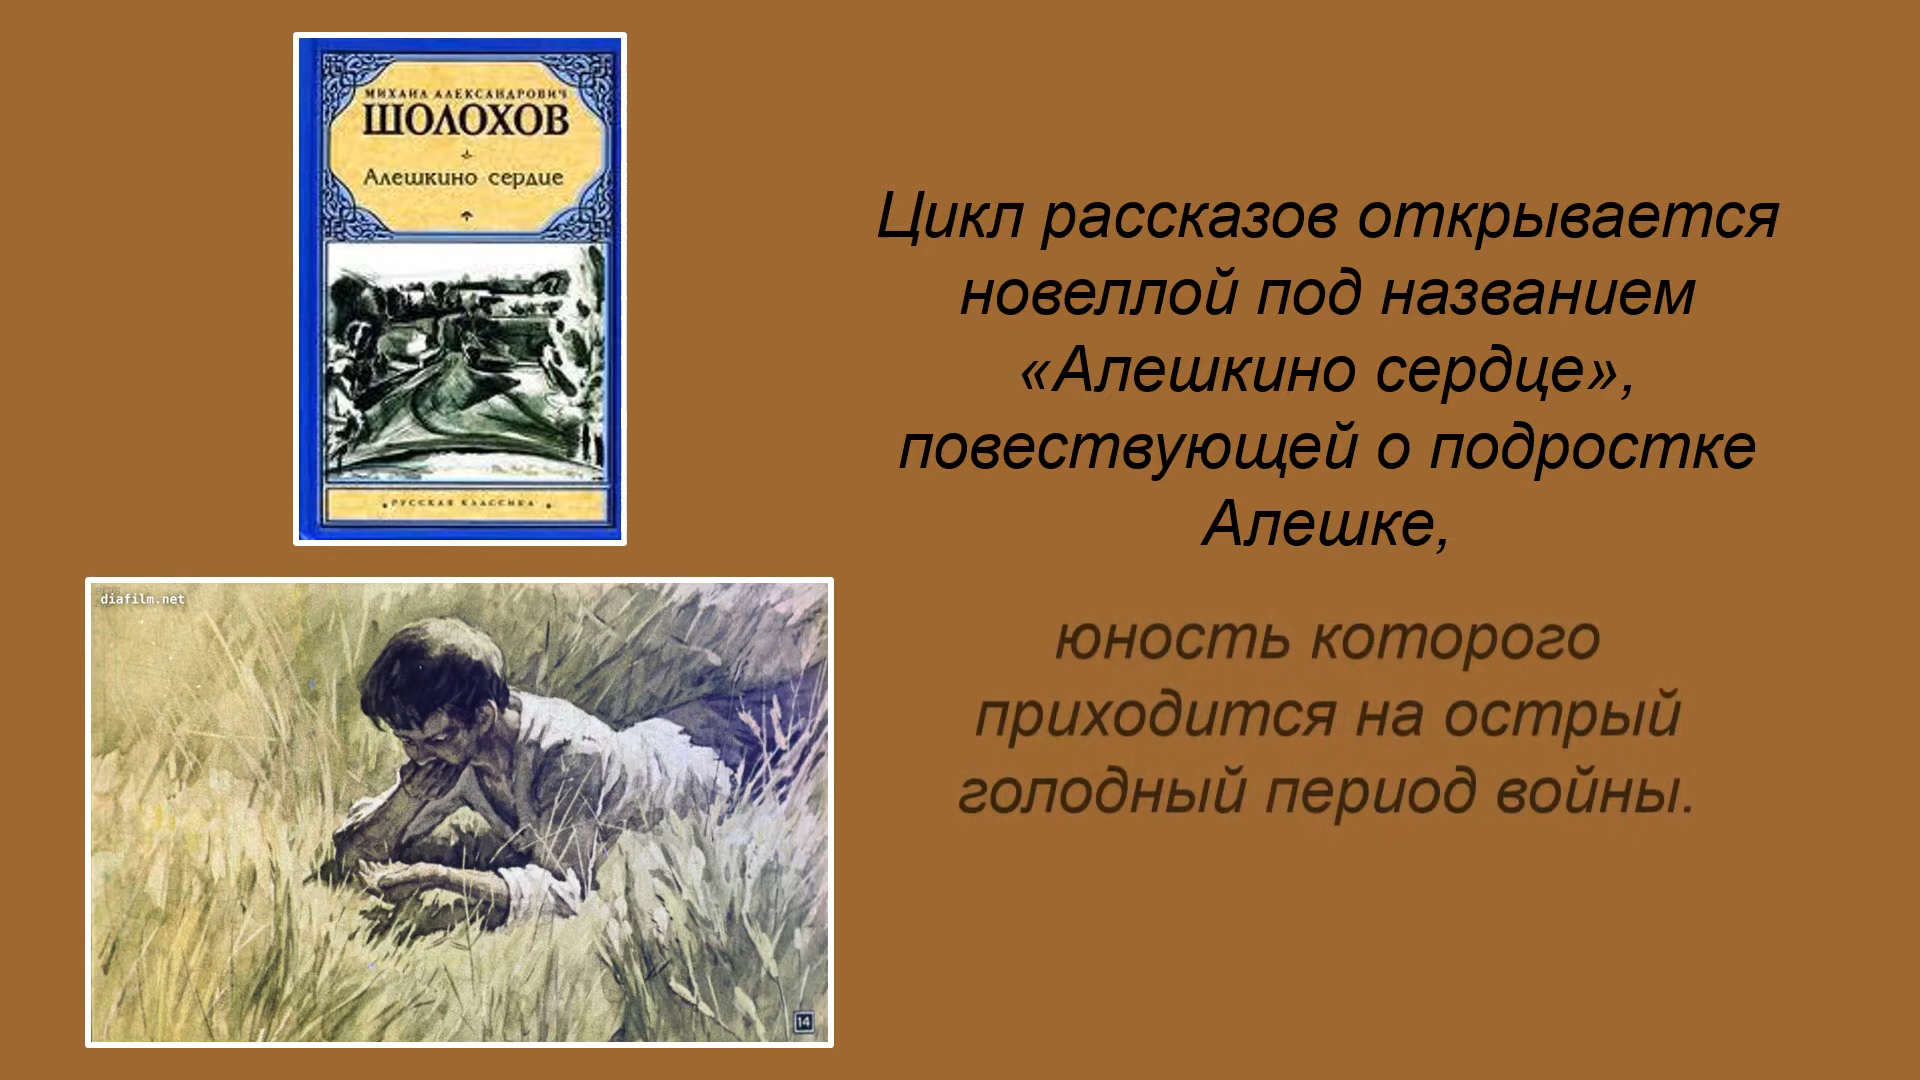 МИХАИЛ АЛЕКСАНДРОВИЧ
ШОЛОХОВ
Алешкино сердце
РУССКАЯ КЛАССИКА
diafilm.net
14
Цикл рассказов открывается
новеллой под названием
«Алешкино сердце»,
повествующей о подростке
Алешке,
юность которого
приходится на острый
голодный период войны.